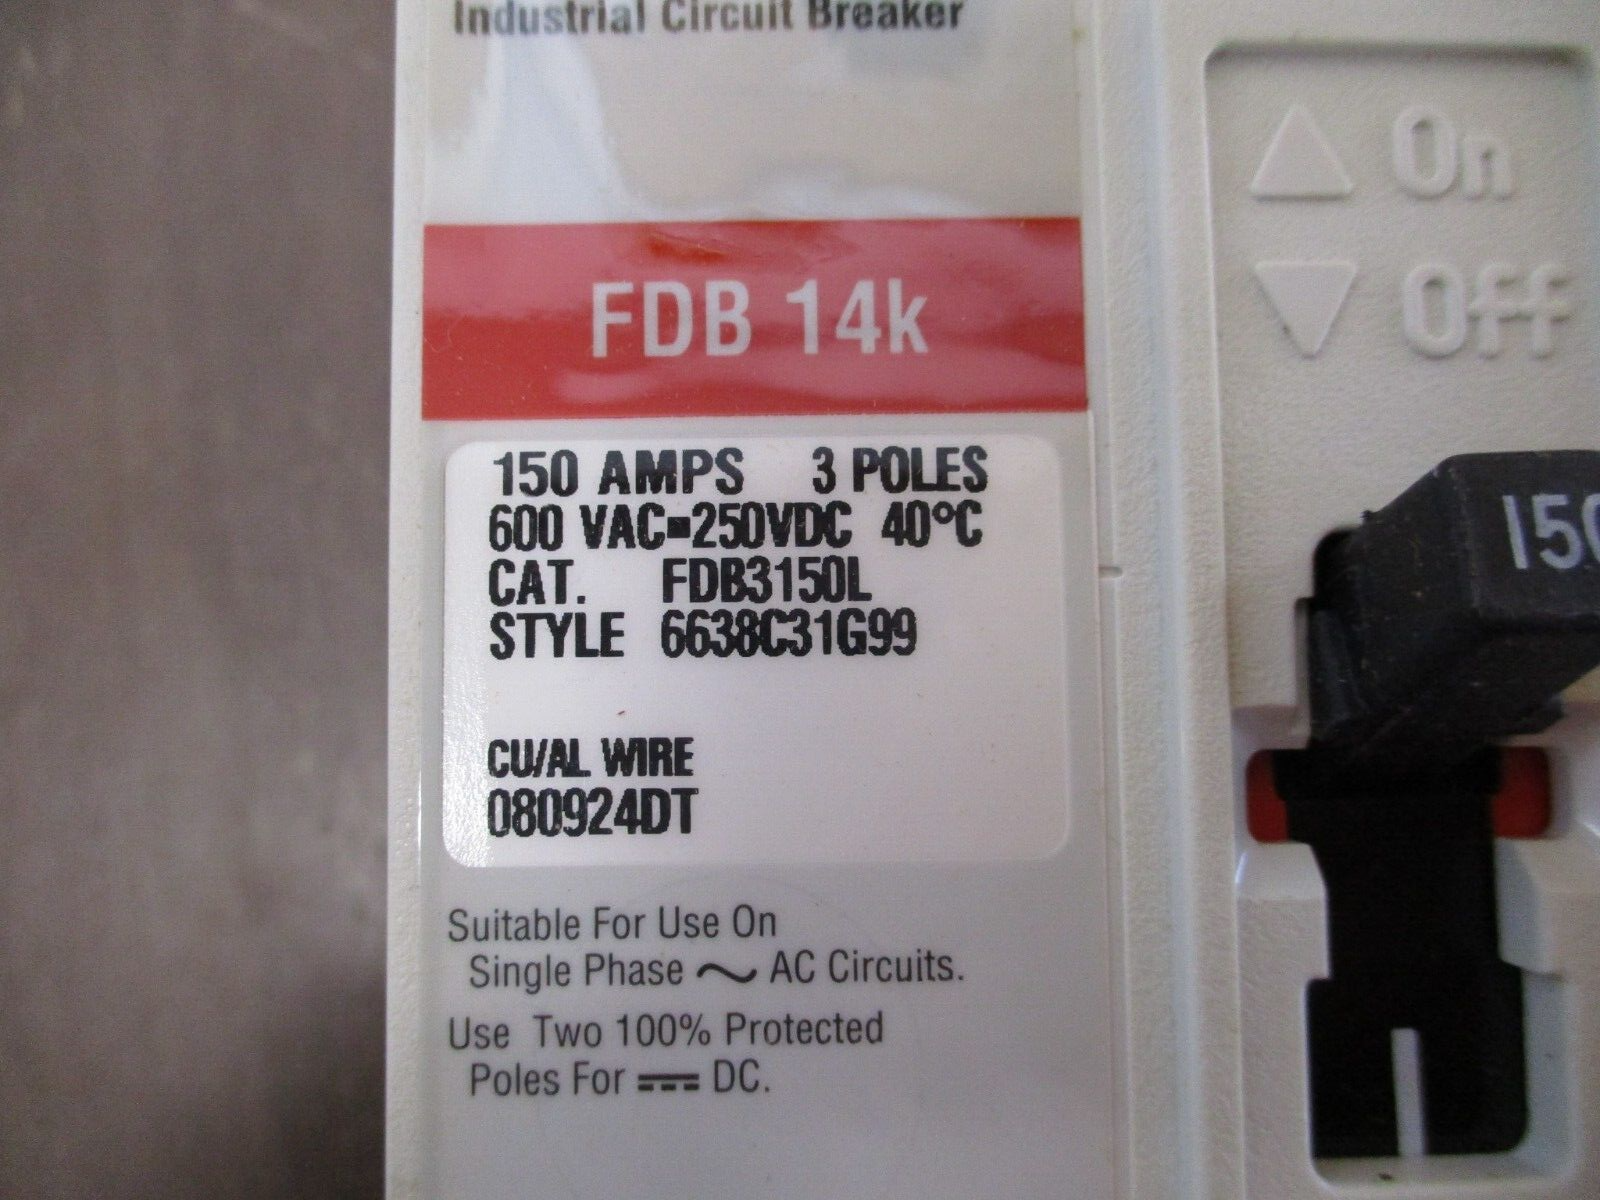 Industrial Circuit Breaker
FDB 14k
150 AMPS 3 POLES
600 VAC=250VDC 40°C
CAT. FDB3150L
STYLE 6638C31G99
CU/AL WIRE
080924DT
Suitable For Use On
Single Phase ~ AC Circuits.
Use Two 100% Protected
Poles For ⎓ DC.
On
Off
150